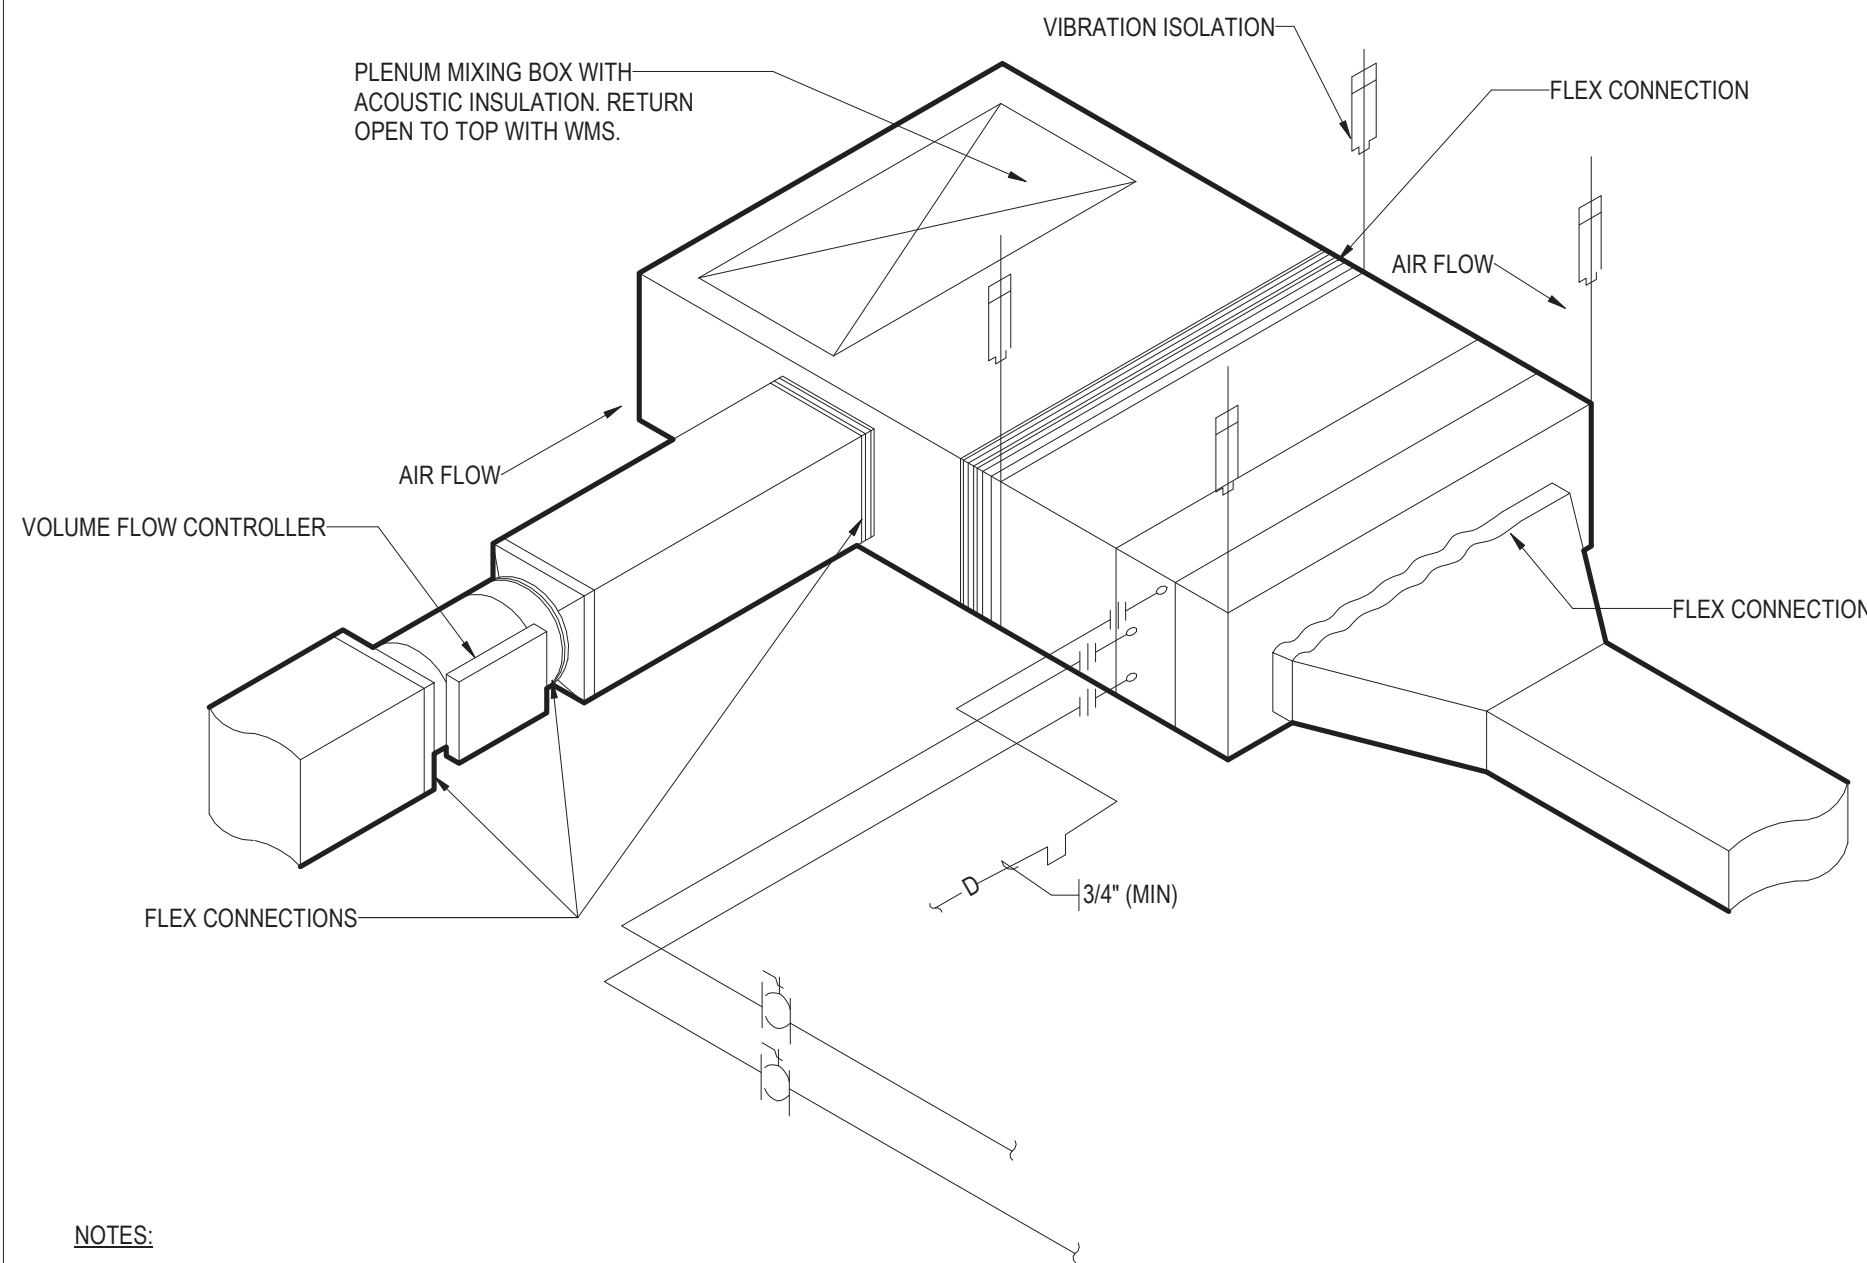 VIBRATION ISOLATION
PLENUM MIXING BOX WITH
ACOUSTIC INSULATION. RETURN
OPEN TO TOP WITH WMS.
FLEX CONNECTION
AIR FLOW
AIR FLOW
VOLUME FLOW CONTROLLER
FLEX CONNECTION
D
3/4" (MIN)
FLEX CONNECTIONS
NOTES: